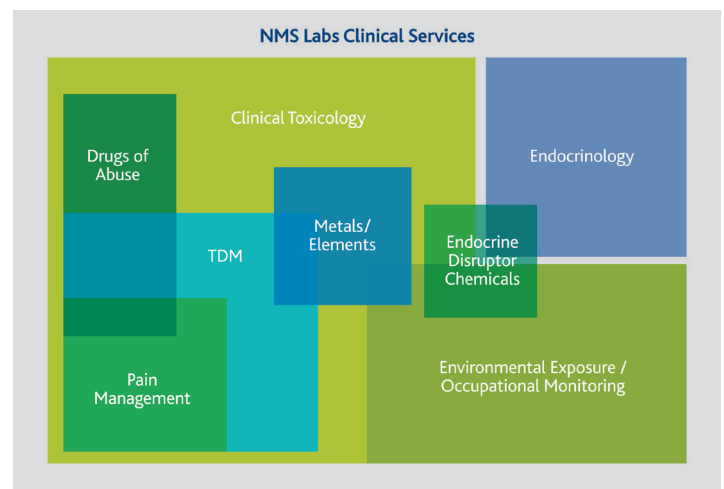 NMS Labs Clinical Services
Clinical Toxicology
Drugs of
Abuse
Endocrinology
Metals/
Elements
TDM
Endocrine
Disruptor
Chemicals
Pain
Management
Environmental Exposure /
Occupational Monitoring